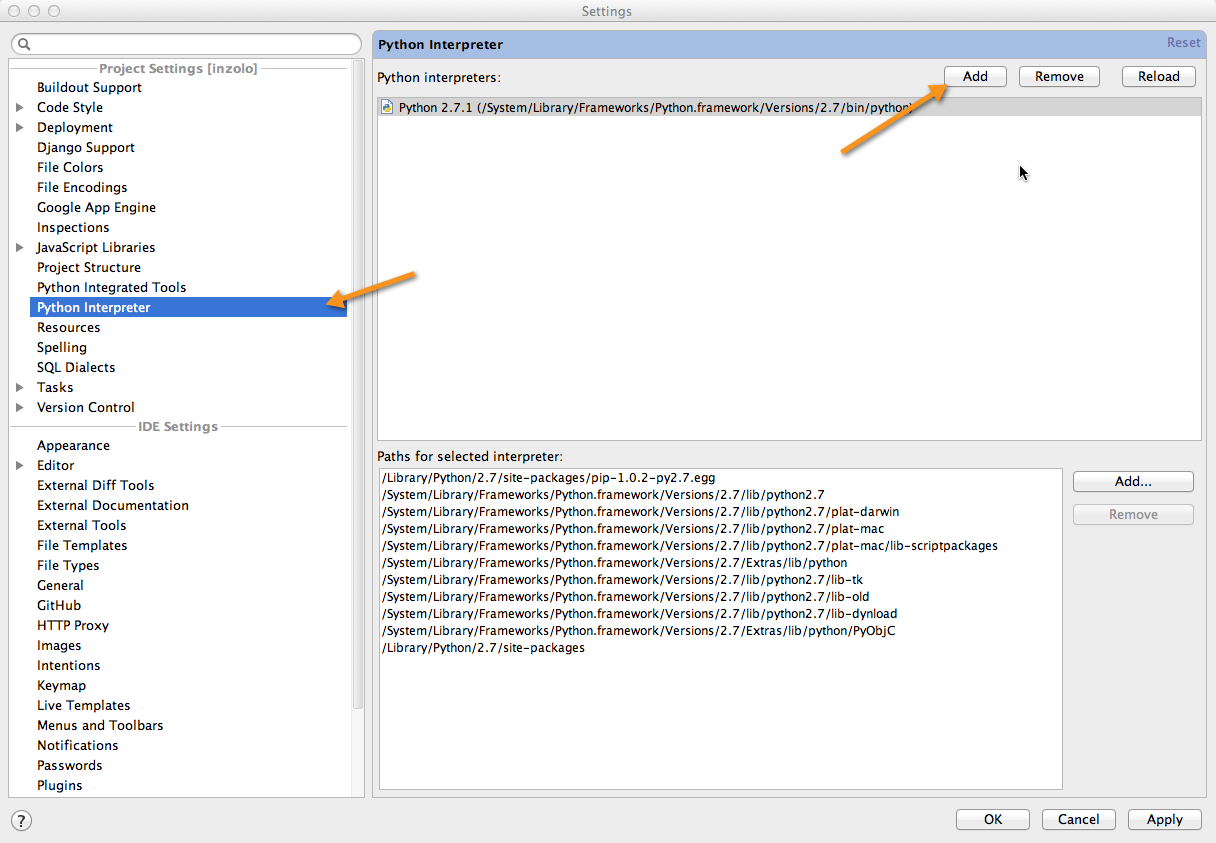 Settings
Project Settings [inzolo]
Buildout Support
Code Style
Deployment
Django Support
File Colors
File Encodings
Google App Engine
Inspections
JavaScript Libraries
Project Structure
Python Integrated Tools
Python Interpreter
Resources
Spelling
SQL Dialects
Tasks
Version Control
IDE Settings
Appearance
Editor
External Diff Tools
External Documentation
External Tools
File Templates
File Types
General
GitHub
HTTP Proxy
Images
Intentions
Keymap
Live Templates
Menus and Toolbars
Notifications
Passwords
Plugins
Python Interpreter Reset
Python interpreters: Add Remove Reload
Python 2.7.1 (/System/Library/Frameworks/Python.framework/Versions/2.7/bin/python)
Paths for selected interpreter:
/Library/Python/2.7/site-packages/pip-1.0.2-py2.7.egg
/System/Library/Frameworks/Python.framework/Versions/2.7/lib/python2.7
/System/Library/Frameworks/Python.framework/Versions/2.7/lib/python2.7/plat-darwin
/System/Library/Frameworks/Python.framework/Versions/2.7/lib/python2.7/plat-mac
/System/Library/Frameworks/Python.framework/Versions/2.7/lib/python2.7/plat-mac/lib-scriptpackages
/System/Library/Frameworks/Python.framework/Versions/2.7/Extras/lib/python
/System/Library/Frameworks/Python.framework/Versions/2.7/lib/python2.7/lib-tk
/System/Library/Frameworks/Python.framework/Versions/2.7/lib/python2.7/lib-old
/System/Library/Frameworks/Python.framework/Versions/2.7/lib/python2.7/lib-dynload
/System/Library/Frameworks/Python.framework/Versions/2.7/Extras/lib/python/PyObjC
/Library/Python/2.7/site-packages
Add...
Remove
? OK Cancel Apply